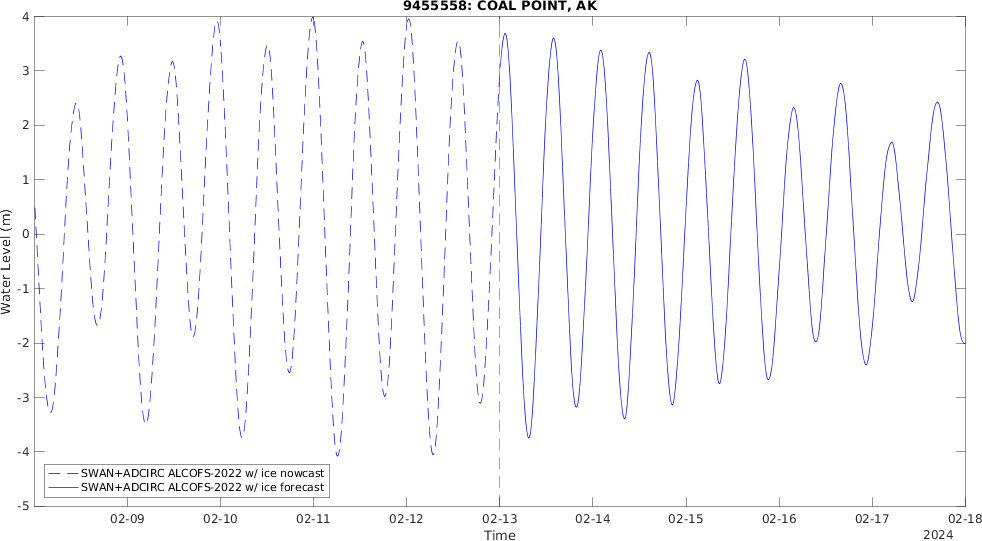 9455558: COAL POINT, AK
4
3
2
1
0
-1
-2
-3
-4
-5
Water Level (m)
SWAN+ADCIRC ALCOFS-2022 w/ ice nowcast
SWAN+ADCIRC ALCOFS-2022 w/ ice forecast
02-09 02-10 02-11 02-12 02-13 02-14 02-15 02-16 02-17 02-18
Time
2024